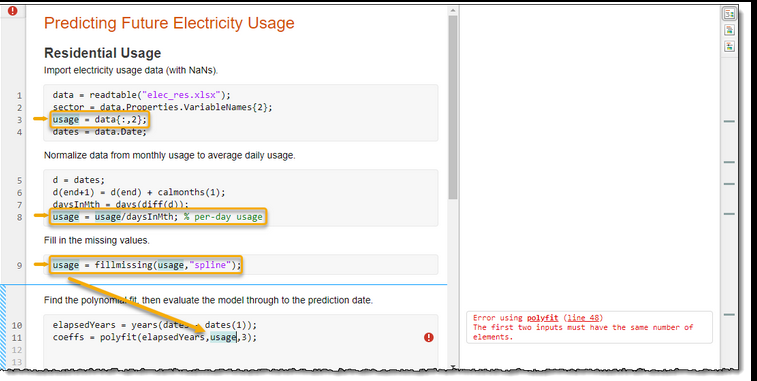 Predicting Future Electricity Usage
Residential Usage
Import electricity usage data (with NaNs).
1 data = readtable("elec_res.xlsx");
2 sector = data.Properties.VariableNames{2};
3 usage = data{:,2};
4 dates = data.Date;
Normalize data from monthly usage to average daily usage.
5 d = dates;
6 d(end+1) = d(end) + calmonths(1);
7 daysInMth = days(diff(d));
8 usage = usage/daysInMth; % per-day usage
Fill in the missing values.
9 usage = fillmissing(usage,"spline");
Find the polynomial fit, then evaluate the model through to the prediction date.
10 elapsedYears = years(dates - dates(1));
11 coeffs = polyfit(elapsedYears,usage,3);
12
13
Error using polyfit (line 48)
The first two inputs must have the same number of
elements.